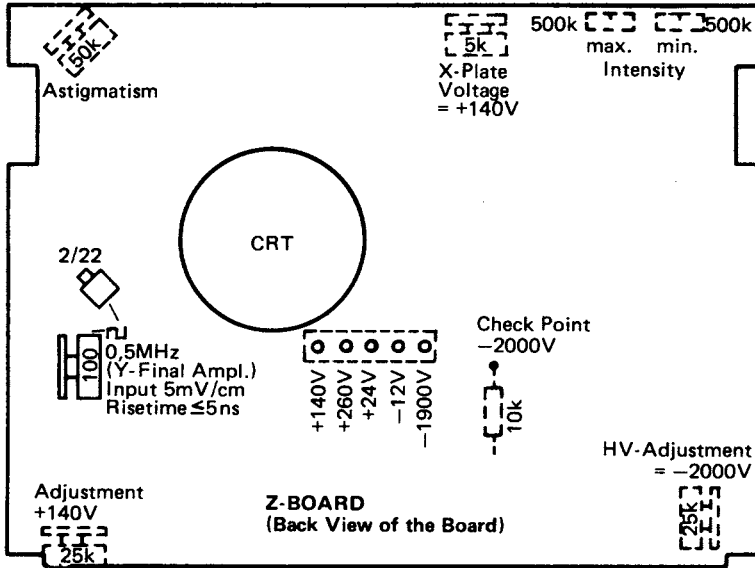 50k
Astigmatism
5k
X-Plate
Voltage
= +140V
500k
500k
max.
min.
Intensity
CRT
2/22
100
0,5MHz
(Y-Final Ampl.)
Input 5mV/cm
Risetime ≤5ns
+140V
+260V
+24V
−12V
−1900V
Check Point
−2000V
10k
HV-Adjustment
= −2000V
25k
Adjustment
+140V
25k
Z-BOARD
(Back View of the Board)